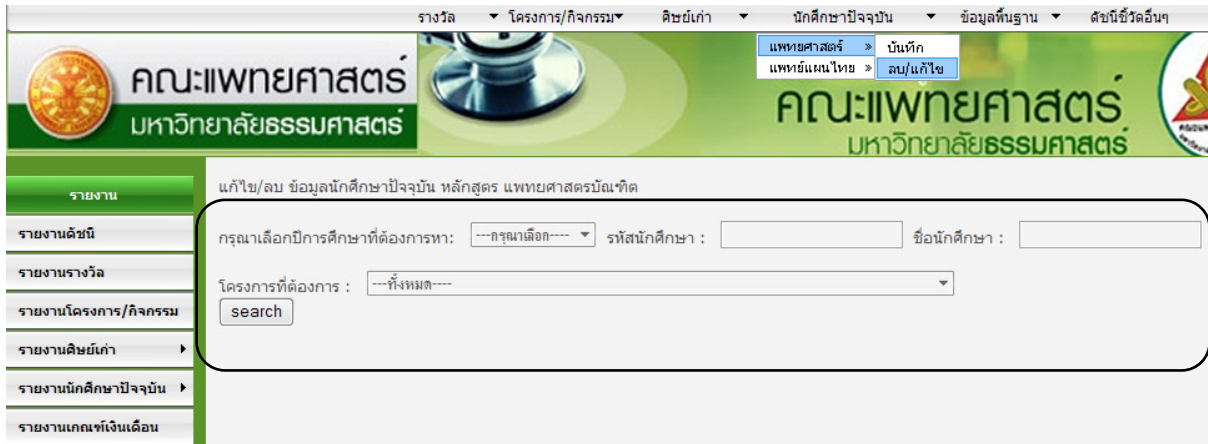 รางวัล โครงการ/กิจกรรม ศิษย์เก่า นักศึกษาปัจจุบัน ข้อมูลพื้นฐาน ดัชนีชี้วัดอื่นๆ
แพทยศาสตร์ » บันทึก
แพทย์แผนไทย » ลบ/แก้ไข
คณะแพทยศาสตร์
มหาวิทยาลัยธรรมศาสตร์
คณะแพทยศาสตร์
มหาวิทยาลัยธรรมศาสตร์
รายงาน
รายงานดัชนี
รายงานรางวัล
รายงานโครงการ/กิจกรรม
รายงานศิษย์เก่า
รายงานนักศึกษาปัจจุบัน
รายงานเกณฑ์เงินเดือน
แก้ไข/ลบ ข้อมูลนักศึกษาปัจจุบัน หลักสูตร แพทยศาสตรบัณฑิต
กรุณาเลือกปีการศึกษาที่ต้องการหา: ---กรุณาเลือก---- รหัสนักศึกษา : ชื่อนักศึกษา :
โครงการที่ต้องการ : ---ทั้งหมด----
search